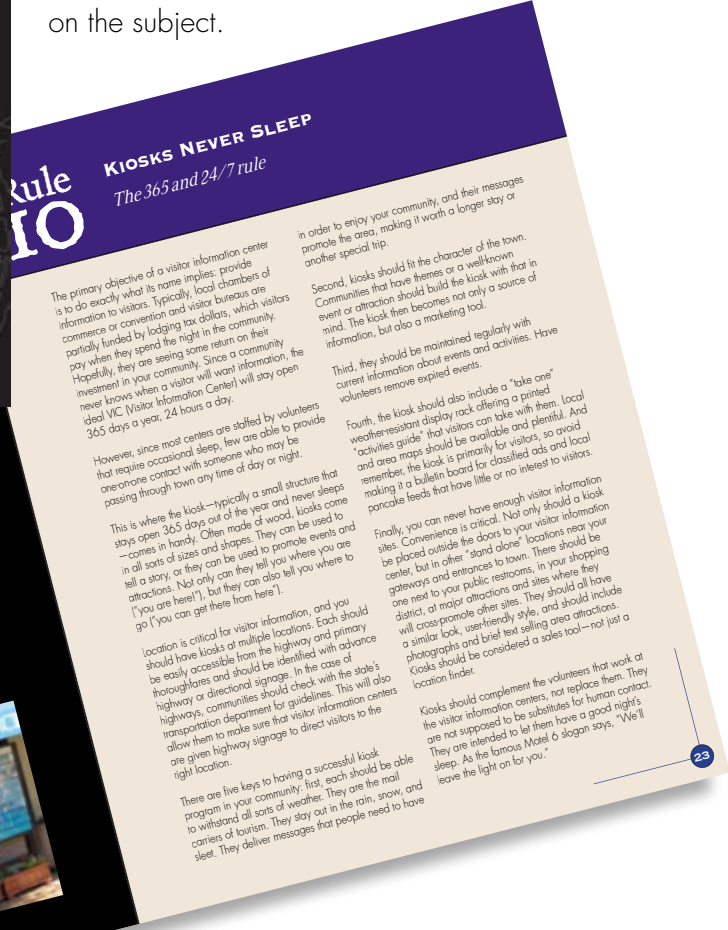 on the subject.
Rule
10
KIOSKS NEVER SLEEP
The 365 and 24/7 rule
The primary objective of a visitor information center
is to do exactly what its name implies: provide
information to visitors. Typically, local chambers of
commerce or convention and visitor bureaus are
partially funded by lodging tax dollars, which visitors
pay when they spend the night in the community.
Hopefully, they are seeing some return on their
investment in your community. Since a community
never knows when a visitor will want information, the
ideal VIC (Visitor Information Center) will stay open
365 days a year, 24 hours a day.
However, since most centers are staffed by volunteers
that require occasional sleep, few are able to provide
one-on-one contact with someone who may be
passing through town any time of day or night.
This is where the kiosk—typically a small structure that
stays open 365 days out of the year and never sleeps
—comes in handy. Often made of wood, kiosks come
in all sorts of sizes and shapes. They can be used to
tell a story, or they can be used to promote events and
attractions. Not only can they tell you where you are
("you are here!"), but they can also tell you where to
go ("you can get there from here").
Location is critical for visitor information, and you
should have kiosks at multiple locations. Each should
be easily accessible from the highway and primary
thoroughfares and should be identified with advance
highway or directional signage. In the case of
highways, communities should check with the state's
transportation department for guidelines. This will also
allow them to make sure that visitor information centers
are given highway signage to direct visitors to the
right location.
There are five keys to having a successful kiosk
program in your community: first, each should be able
to withstand all sorts of weather. They are the mail
carriers of tourism. They stay out in the rain, snow, and
sleet. They deliver messages that people need to have
in order to enjoy your community, and their messages
promote the area, making it worth a longer stay or
another special trip.
Second, kiosks should fit the character of the town.
Communities that have themes or a well-known
event or attraction should build the kiosk with that in
mind. The kiosk then becomes not only a source of
information, but also a marketing tool.
Third, they should be maintained regularly with
current information about events and activities. Have
volunteers remove expired events.
Fourth, the kiosk should also include a "take one"
weather-resistant display rack offering a printed
"activities guide" that visitors can take with them. Local
and area maps should be available and plentiful. And
remember, the kiosk is primarily for visitors, so avoid
making it a bulletin board for classified ads and local
pancake feeds that have little or no interest to visitors.
Finally, you can never have enough visitor information
sites. Convenience is critical. Not only should a kiosk
be placed outside the doors to your visitor information
center, but in other "stand alone" locations near your
gateways and entrances to town. There should be
one next to your public restrooms, in your shopping
district, at major attractions and sites where they
will cross-promote other sites. They should all have
a similar look, user-friendly style, and should include
photographs and brief text selling area attractions.
Kiosks should be considered a sales tool—not just a
location finder.
Kiosks should complement the volunteers that work at
the visitor information centers, not replace them. They
are not supposed to be substitutes for human contact.
They are intended to let them have a good night's
sleep. As the famous Motel 6 slogan says, "We'll
leave the light on for you."
23